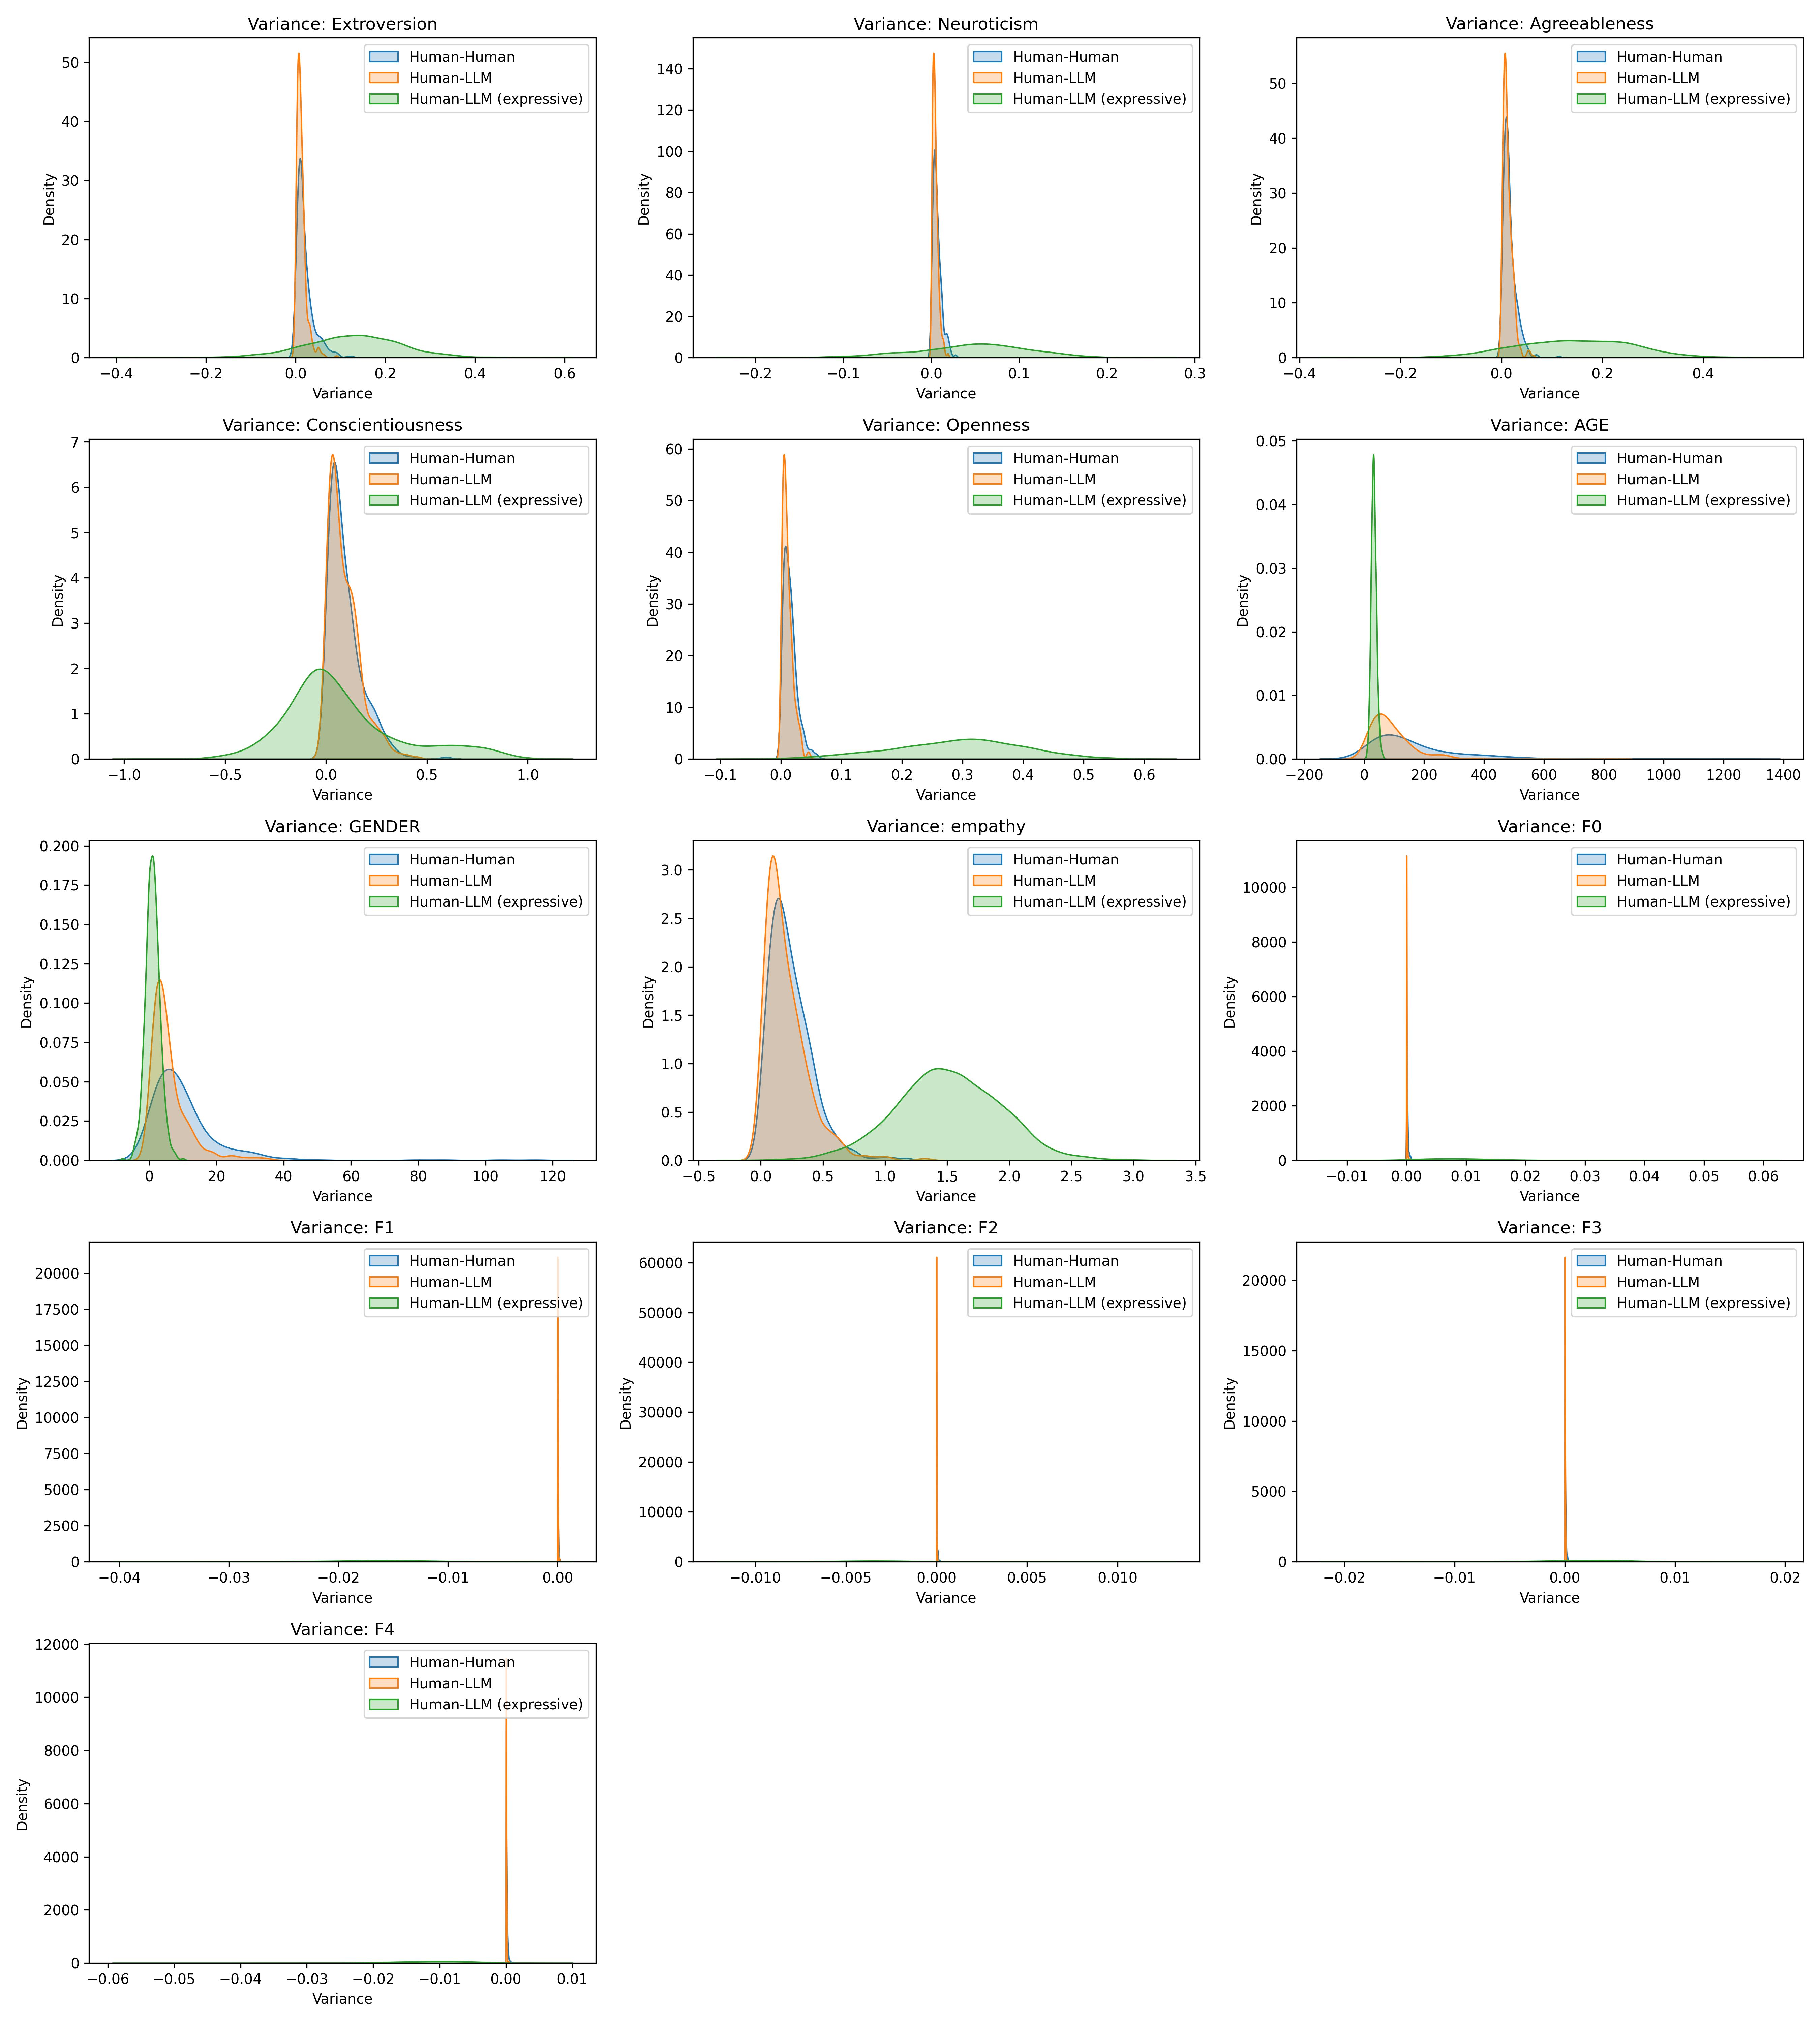 Variance: Extroversion
Density
50
40
30
20
10
0
−0.4 −0.2 0.0 0.2 0.4 0.6
Variance
Human-Human
Human-LLM
Human-LLM (expressive)
Variance: Neuroticism
Density
140
120
100
80
60
40
20
0
−0.2 −0.1 0.0 0.1 0.2 0.3
Variance
Human-Human
Human-LLM
Human-LLM (expressive)
Variance: Agreeableness
Density
50
40
30
20
10
0
−0.4 −0.2 0.0 0.2 0.4
Variance
Human-Human
Human-LLM
Human-LLM (expressive)
Variance: Conscientiousness
Density
7
6
5
4
3
2
1
0
−1.0 −0.5 0.0 0.5 1.0
Variance
Human-Human
Human-LLM
Human-LLM (expressive)
Variance: Openness
Density
60
50
40
30
20
10
0
−0.1 0.0 0.1 0.2 0.3 0.4 0.5 0.6
Variance
Human-Human
Human-LLM
Human-LLM (expressive)
Variance: AGE
Density
0.05
0.04
0.03
0.02
0.01
0.00
−200 0 200 400 600 800 1000 1200 1400
Variance
Human-Human
Human-LLM
Human-LLM (expressive)
Variance: GENDER
Density
0.200
0.175
0.150
0.125
0.100
0.075
0.050
0.025
0.000
0 20 40 60 80 100 120
Variance
Human-Human
Human-LLM
Human-LLM (expressive)
Variance: empathy
Density
3.0
2.5
2.0
1.5
1.0
0.5
0.0
−0.5 0.0 0.5 1.0 1.5 2.0 2.5 3.0 3.5
Variance
Human-Human
Human-LLM
Human-LLM (expressive)
Variance: F0
Density
10000
8000
6000
4000
2000
0
−0.01 0.00 0.01 0.02 0.03 0.04 0.05 0.06
Variance
Human-Human
Human-LLM
Human-LLM (expressive)
Variance: F1
Density
20000
17500
15000
12500
10000
7500
5000
2500
0
−0.04 −0.03 −0.02 −0.01 0.00
Variance
Human-Human
Human-LLM
Human-LLM (expressive)
Variance: F2
Density
60000
50000
40000
30000
20000
10000
0
−0.010 −0.005 0.000 0.005 0.010
Variance
Human-Human
Human-LLM
Human-LLM (expressive)
Variance: F3
Density
20000
15000
10000
5000
0
−0.02 −0.01 0.00 0.01 0.02
Variance
Human-Human
Human-LLM
Human-LLM (expressive)
Variance: F4
Density
12000
10000
8000
6000
4000
2000
0
−0.06 −0.05 −0.04 −0.03 −0.02 −0.01 0.00 0.01
Variance
Human-Human
Human-LLM
Human-LLM (expressive)